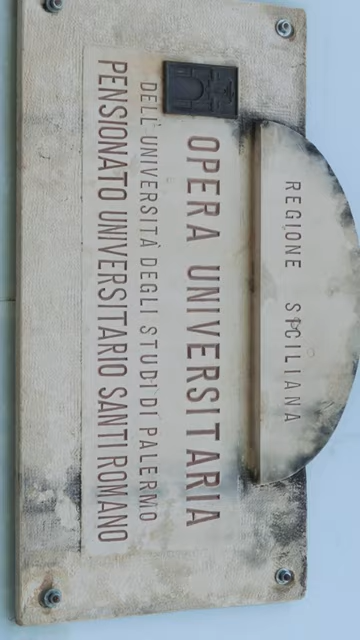 REGIONE SICILIANA
OPERA UNIVERSITARIA
DELL'UNIVERSITÀ DEGLI STUDI DI PALERMO
PENSIONATO UNIVERSITARIO SANTI ROMANO